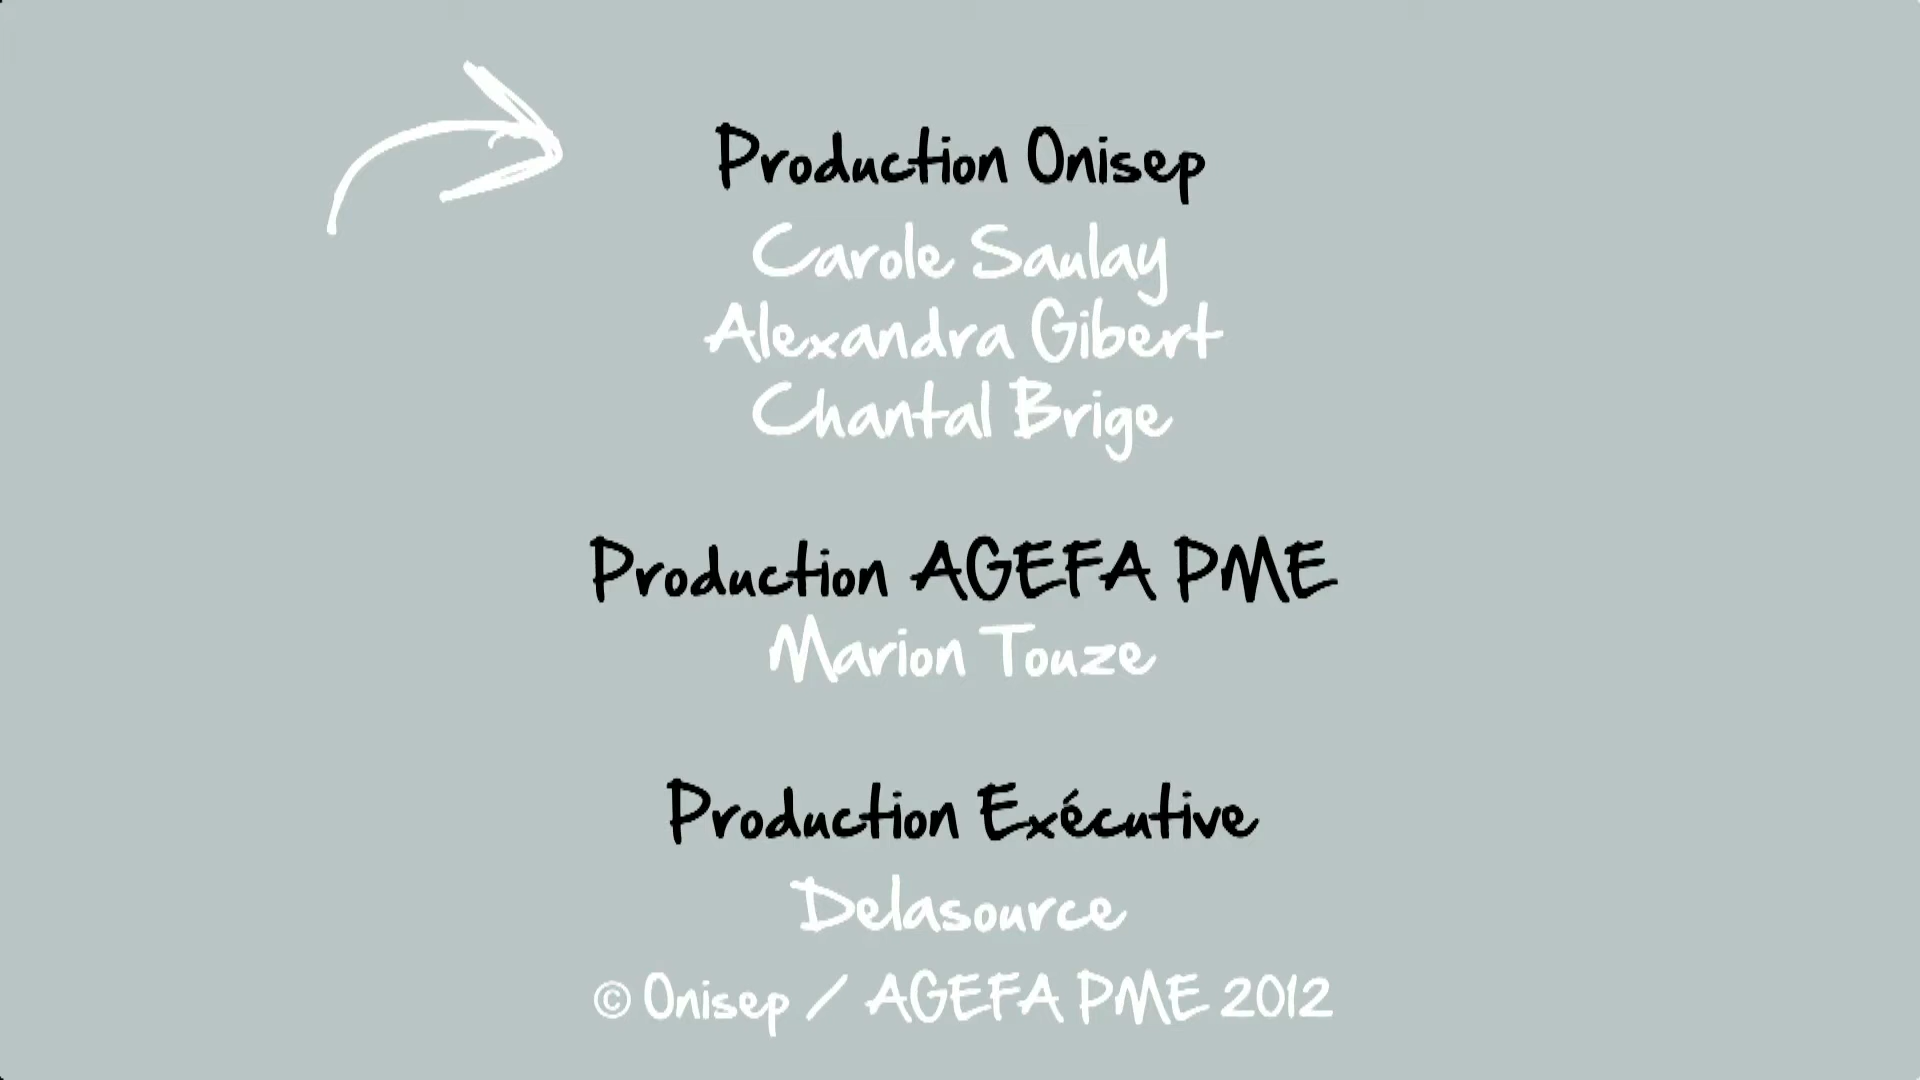 Production Onisep
Carole Saulay
Alexandra Gibert
Chantal Brige
Production AGEFA PME
Marion Touze
Production Exécutive
Delasource
© Onisep / AGEFA PME 2012